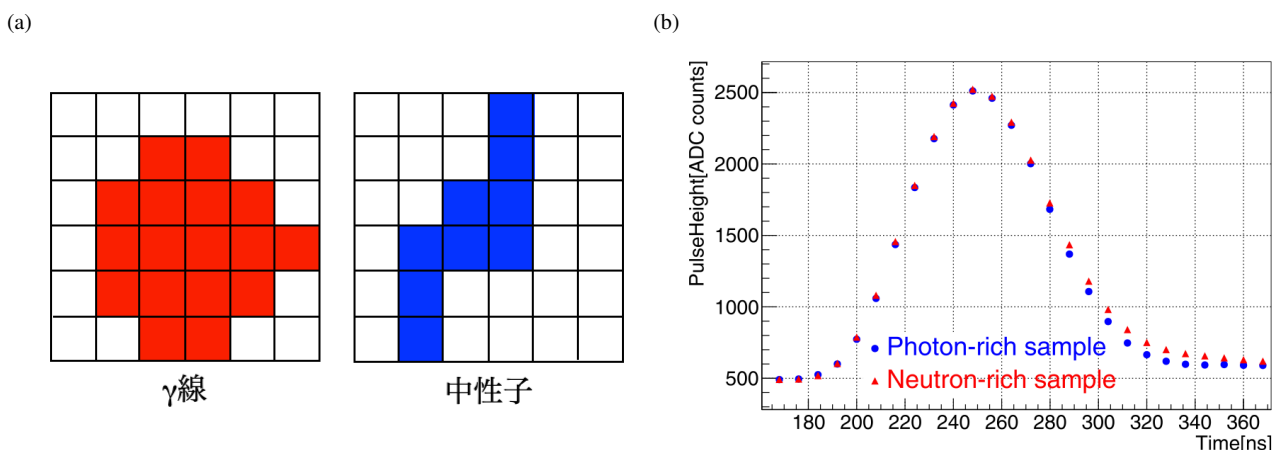 (a)
γ線
中性子
(b)
PulseHeight[ADC counts]
2500
2000
1500
1000
500
Photon-rich sample
Neutron-rich sample
200 220 240 260 280 300 320 340 360
Time[ns]